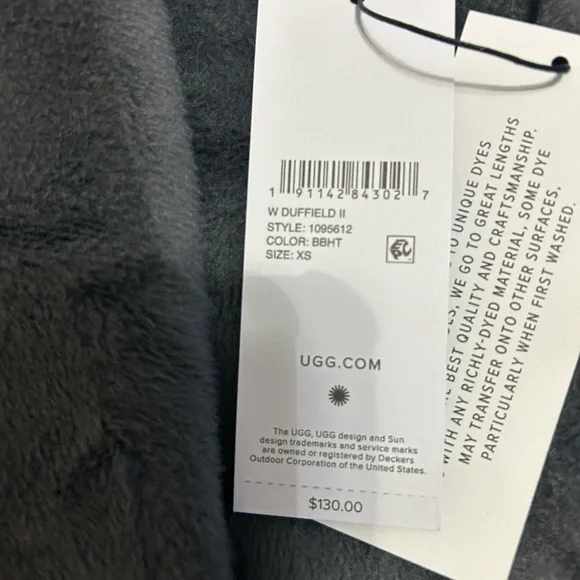 1 91142 84302 7
W DUFFIELD II
STYLE: 1095612
COLOR: BBHT
SIZE: XS
UGG.COM
The UGG, UGG design and Sun
design trademarks and service marks
are owned or registered by Deckers
Outdoor Corporation of the United States.
$130.00
UNIQUE DYES
WE GO TO GREAT LENGTHS
BEST QUALITY AND CRAFTSMANSHIP.
WITH ANY RICHLY-DYED MATERIAL, SOME DYE
MAY TRANSFER ONTO OTHER SURFACES,
PARTICULARLY WHEN FIRST WASHED.